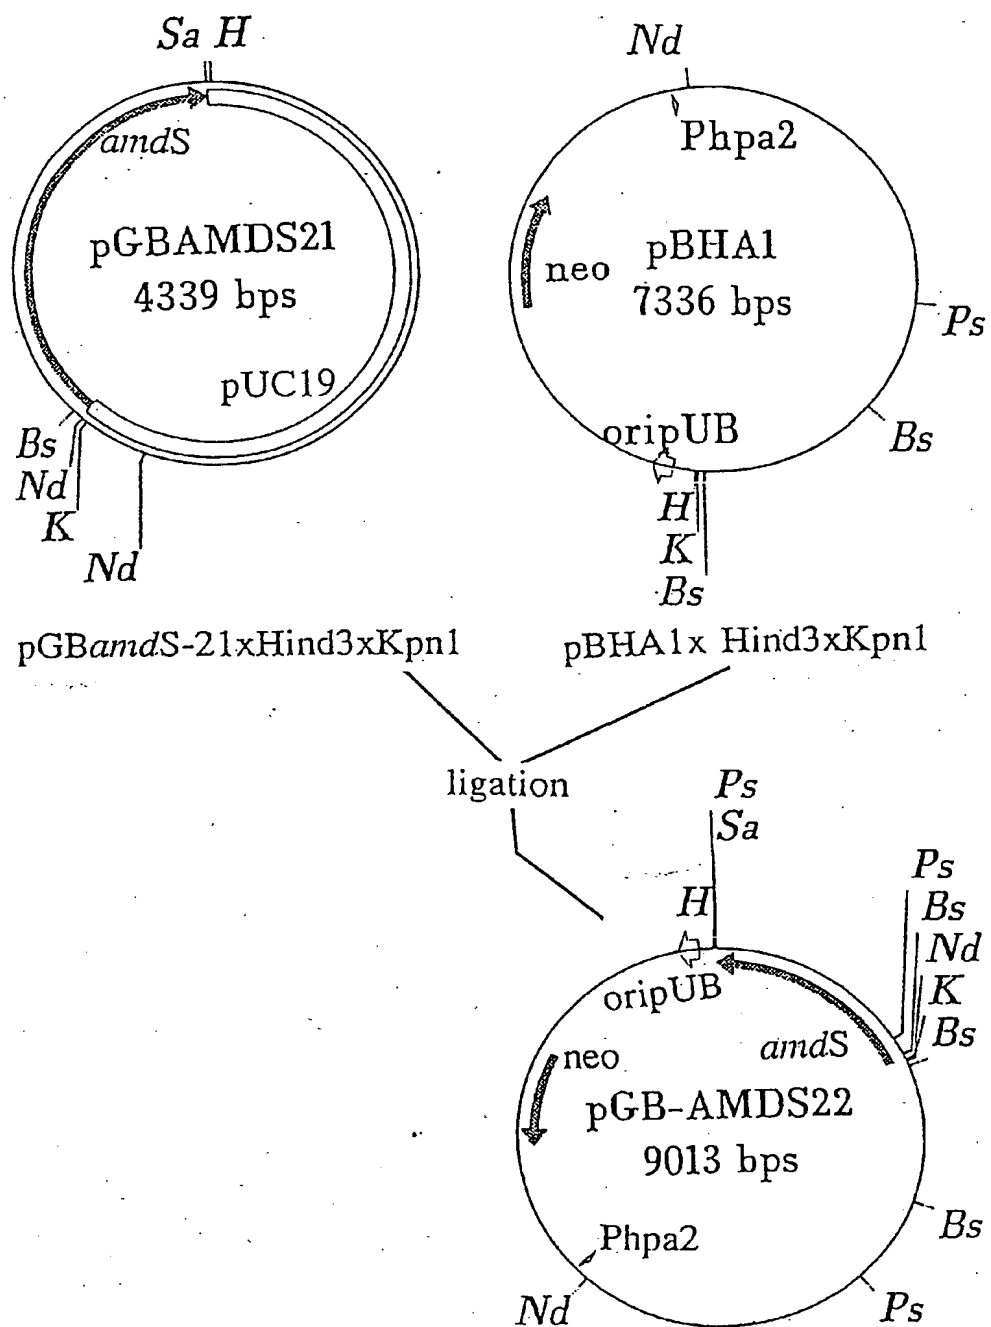 Sa H
amdS
pGBAMDS21
4339 bps
pUC19
Bs
Nd
K
Nd
Nd
Phpa2
neo
pBHA1
7336 bps
Ps
Bs
oripUB
H
K
Bs
pGBamdS-21xHind3xKpn1
pBHA1x Hind3xKpn1
ligation
Ps
Sa
H
oripUB
Ps
Bs
Nd
K
Bs
amdS
neo
pGB-AMDS22
9013 bps
Bs
Phpa2
Nd
Ps